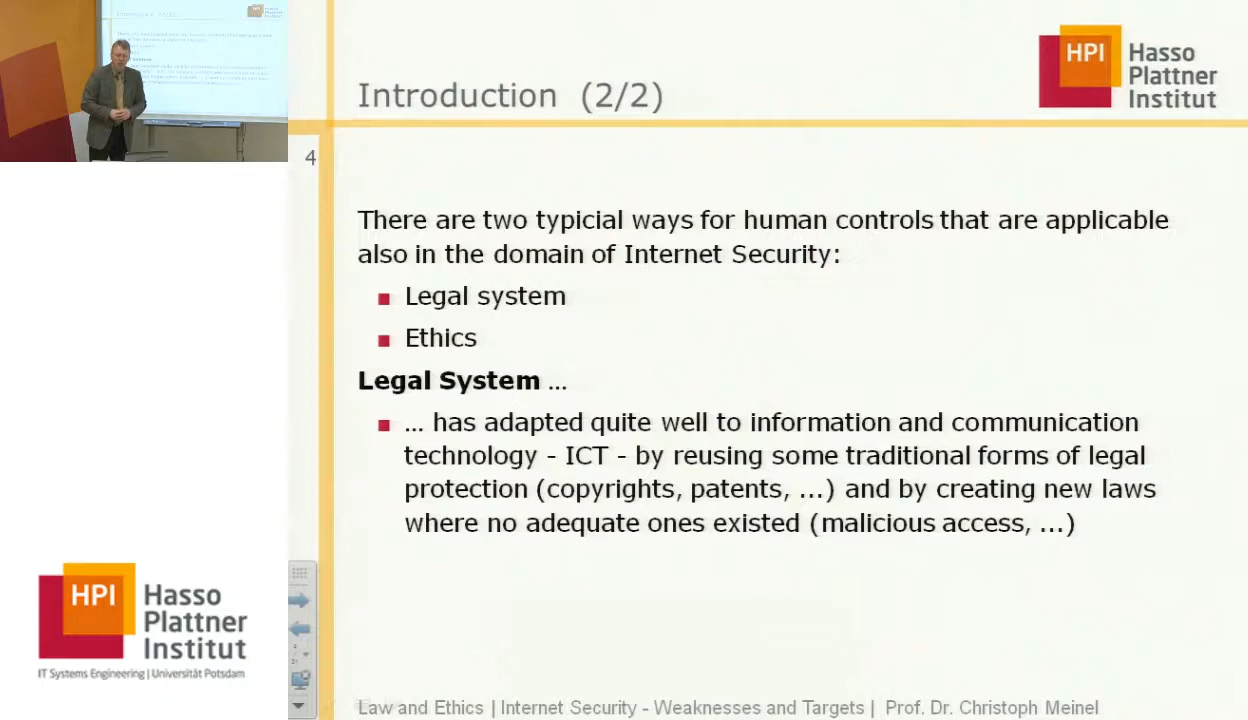 Introduction (2/2)
HPI Hasso
Plattner
Institut
4
There are two typicial ways for human controls that are applicable
also in the domain of Internet Security:
Legal system
Ethics
Legal System ...
... has adapted quite well to information and communication
technology - ICT - by reusing some traditional forms of legal
protection (copyrights, patents, ...) and by creating new laws
where no adequate ones existed (malicious access, ...)
HPI Hasso
Plattner
Institut
IT Systems Engineering | Universität Potsdam
Law and Ethics | Internet Security - Weaknesses and Targets | Prof. Dr. Christoph Meinel